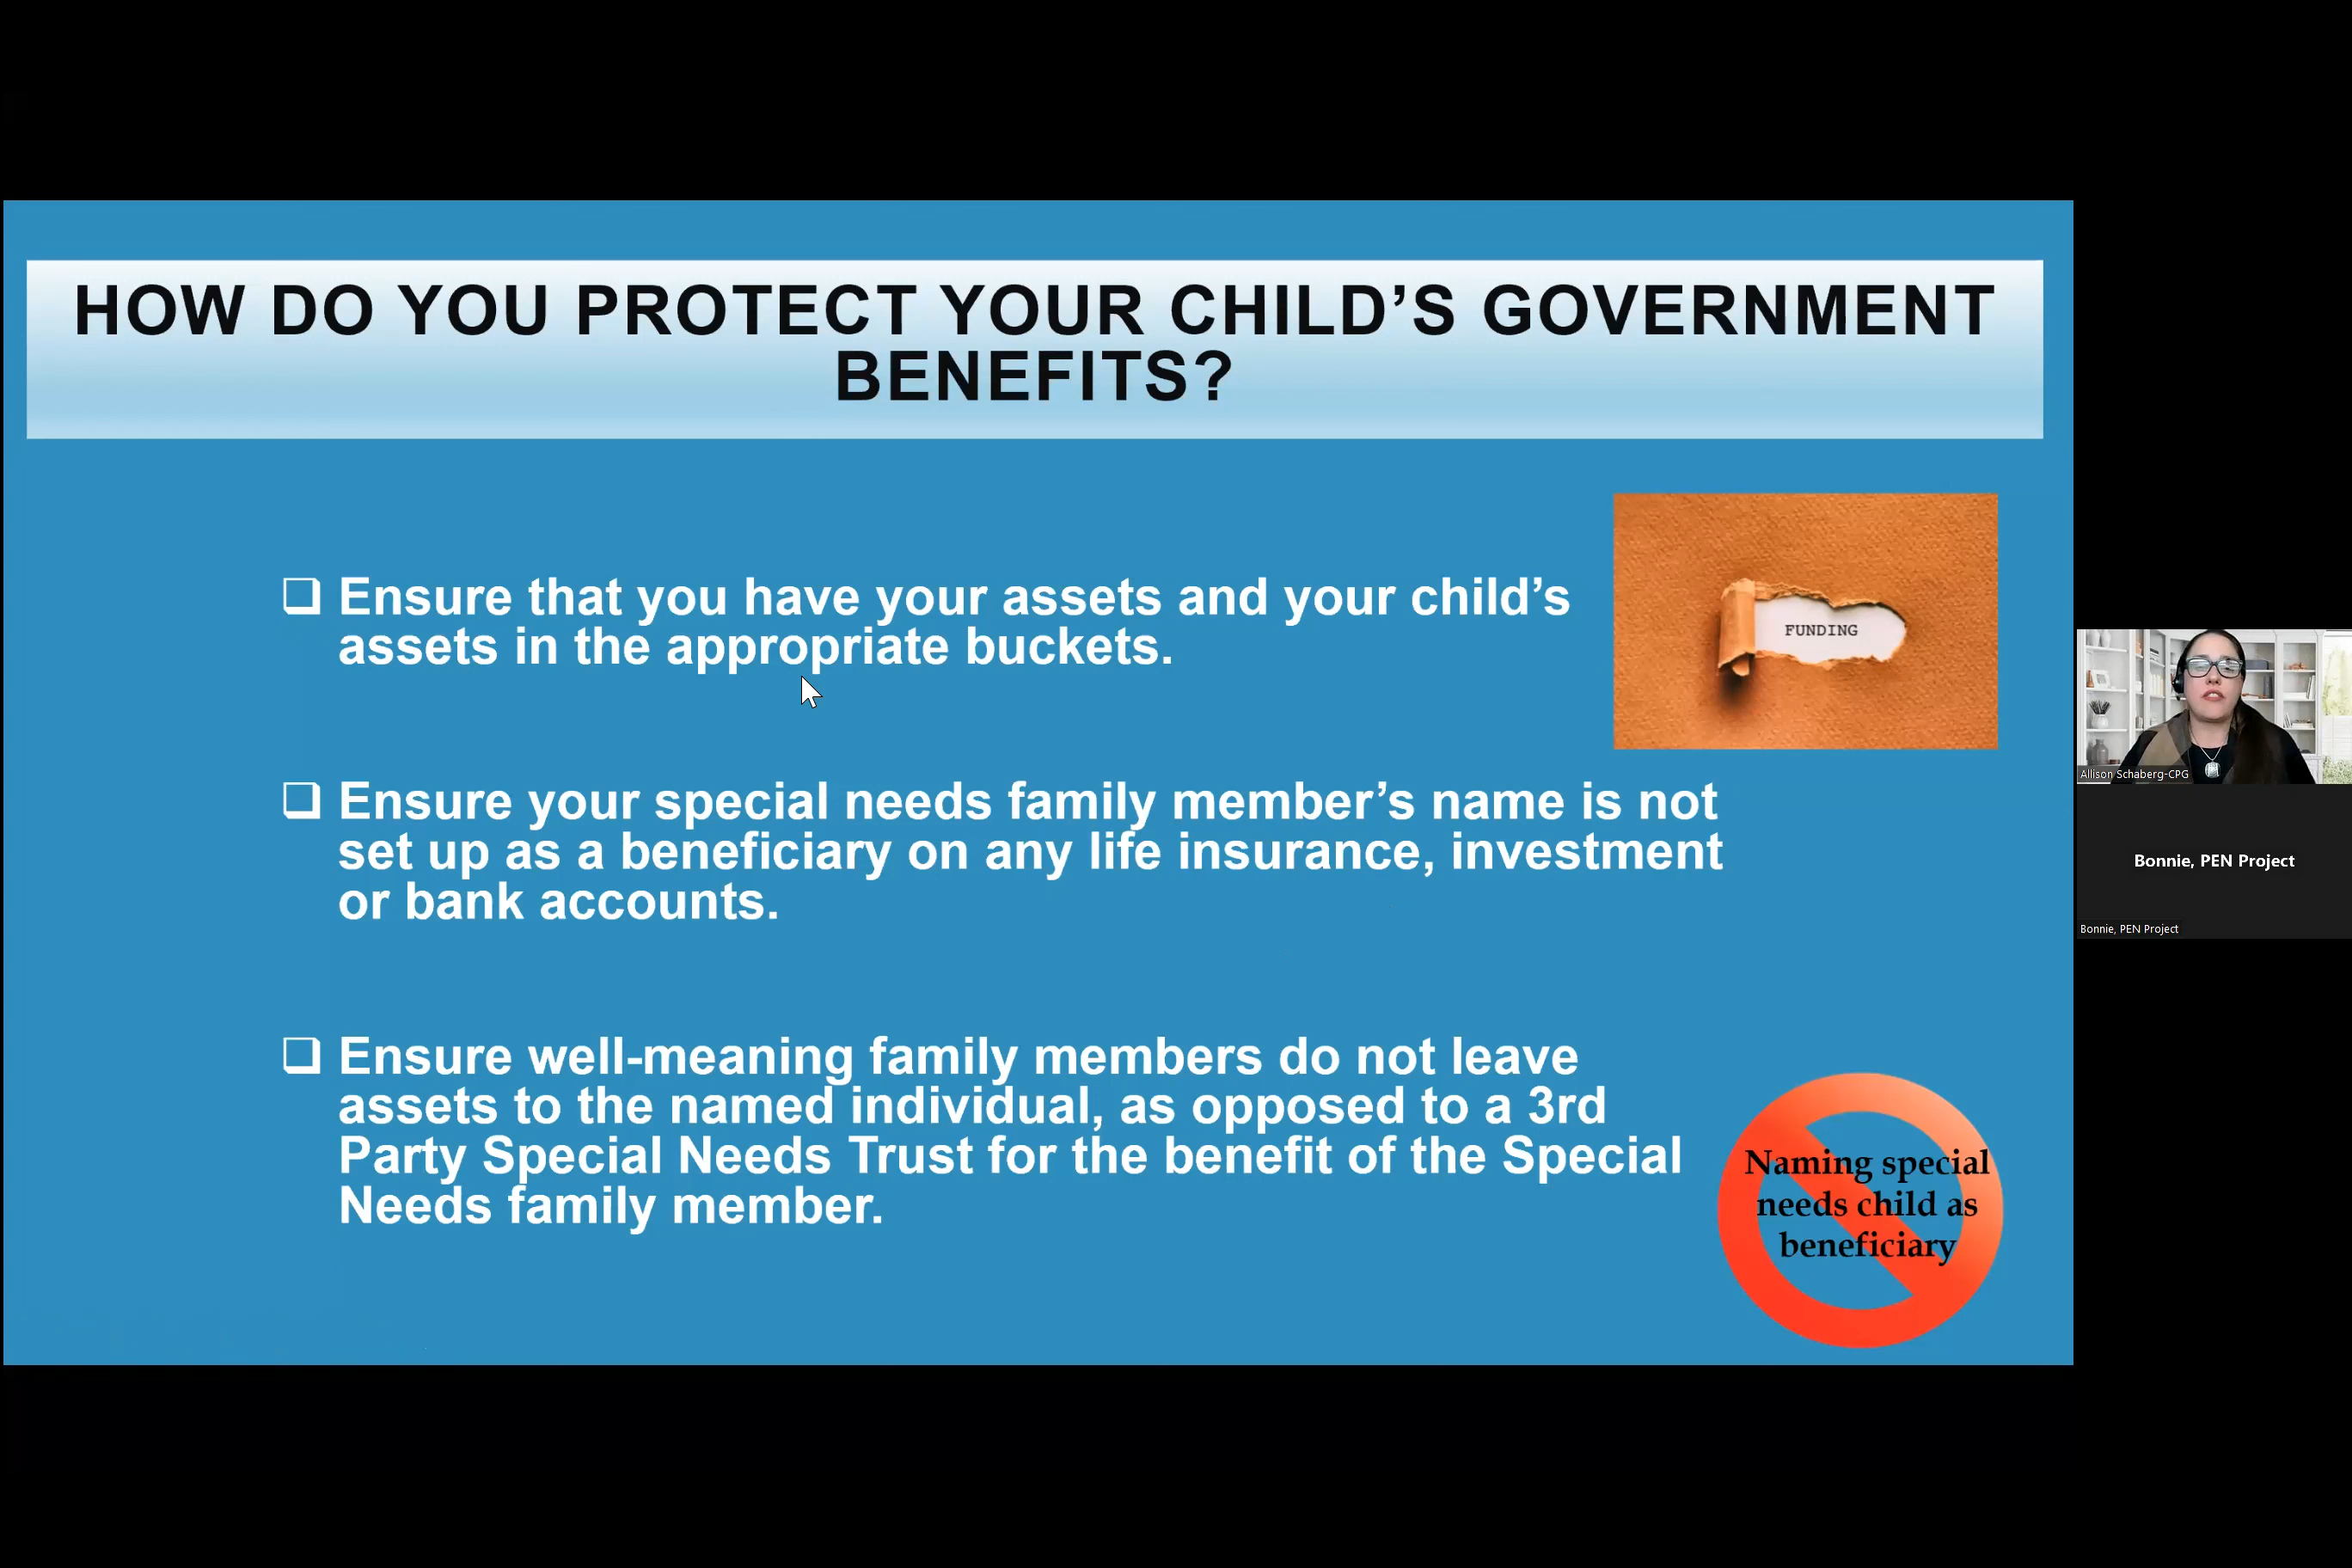 HOW DO YOU PROTECT YOUR CHILD’S GOVERNMENT
BENEFITS?
❑ Ensure that you have your assets and your child’s
assets in the appropriate buckets.
FUNDING
❑ Ensure your special needs family member’s name is not
set up as a beneficiary on any life insurance, investment
or bank accounts.
❑ Ensure well-meaning family members do not leave
assets to the named individual, as opposed to a 3rd
Party Special Needs Trust for the benefit of the Special
Needs family member.
Naming special
needs child as
beneficiary
Allison Schaberg-CPG
Bonnie, PEN Project
Bonnie, PEN Project